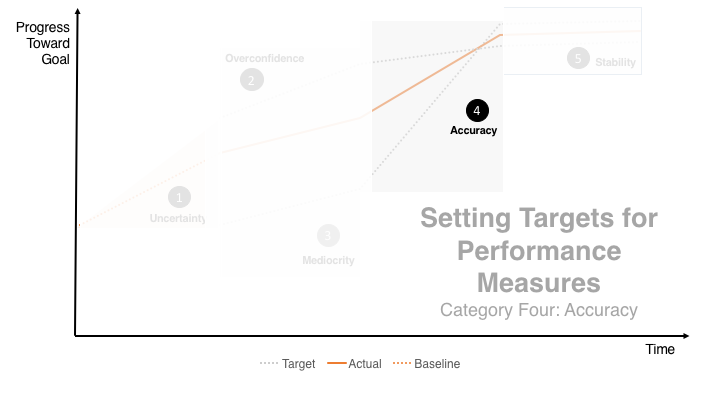 Progress
Toward
Goal
Overconfidence
2
5
Stability
4
Accuracy
1
Uncertainty
3
Mediocrity
Setting Targets for
Performance
Measures
Category Four: Accuracy
Time
Target
Actual
Baseline